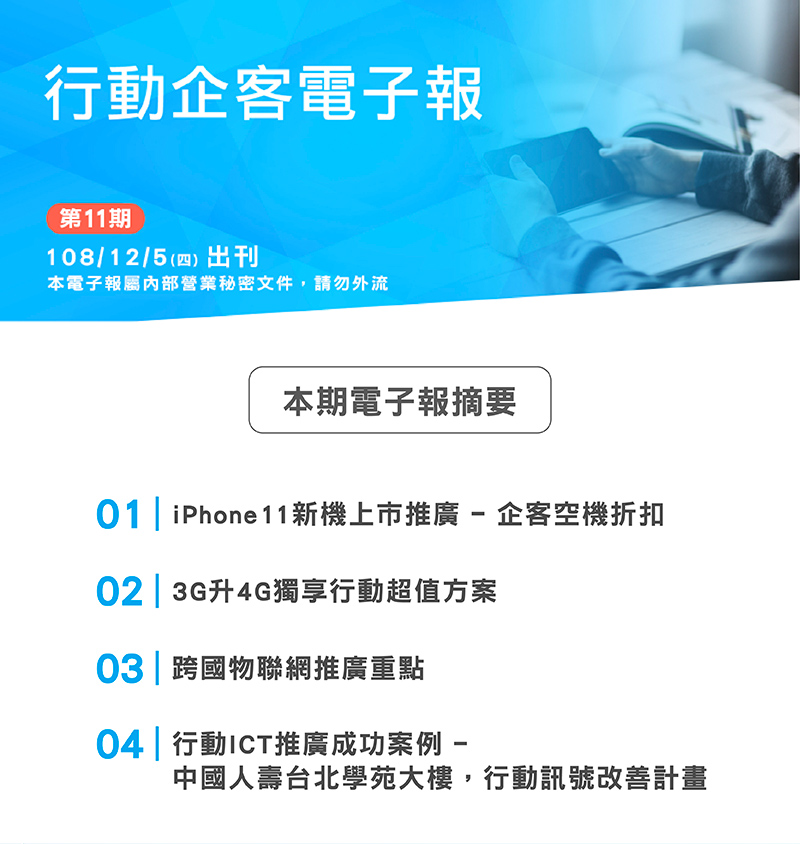 行動企客電子報
第11期
108/12/5(四) 出刊
本電子報屬內部營業秘密文件，請勿外流
本期電子報摘要
01 | iPhone11新機上市推廣 - 企客空機折扣
02 | 3G升4G獨享行動超值方案
03 | 跨國物聯網推廣重點
04 | 行動ICT推廣成功案例 -
中國人壽台北學苑大樓，行動訊號改善計畫